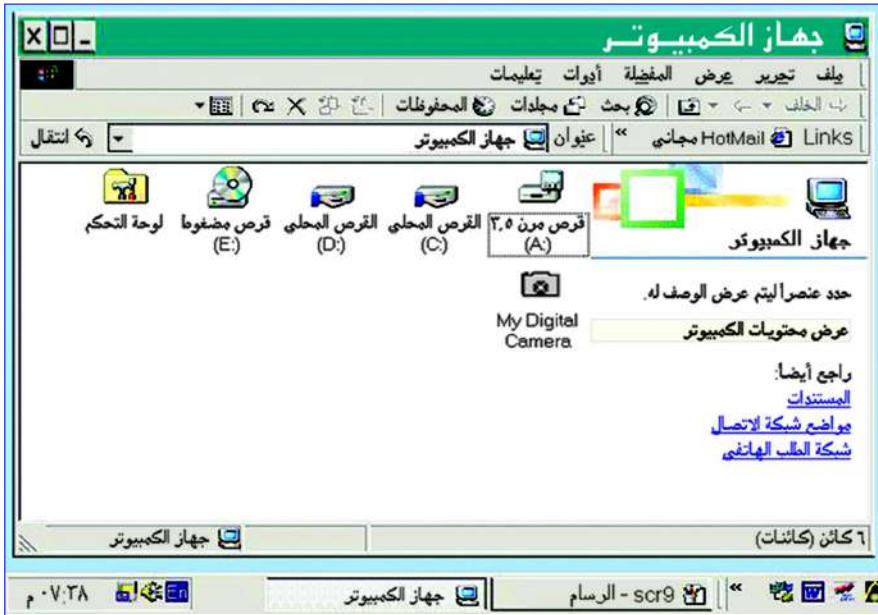 جهاز الكمبيوتر
ملف تحرير عرض المفضلة أدوات تعليمات
الخلف بحث مجلدات المحفوظات
Links HotMail مجاني » عنوان جهاز الكمبيوتر انتقال
جهاز الكمبيوتر
حدد عنصراً ليتم عرض الوصف له.
عرض محتويات الكمبيوتر
راجع أيضاً:
المستندات
مواضع شبكة الاتصال
شبكة الطلب الهاتفي
قرص مرن ٣,٥ (A:)
القرص المحلي (C:)
القرص المحلي (D:)
قرص مضغوط (E:)
لوحة التحكم
My Digital
Camera
٦ كائن (كائنات) جهاز الكمبيوتر
» scr9 - الرسام جهاز الكمبيوتر En ٠٧:٣٨ م